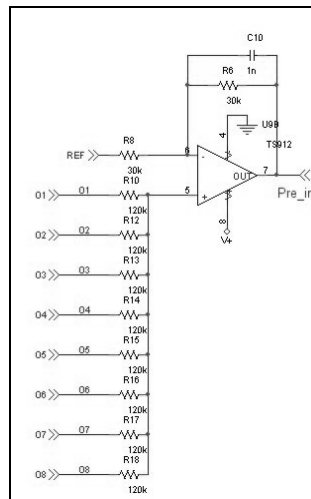 C10
1n
R6
30k
4
U9B
TS912
REF
R8
30k
6
-
OUT
7
Pre_in
O1
O1
R10
120k
5
+
8
V+
O2
O2
R12
120k
O3
O3
R13
120k
O4
O4
R14
120k
O5
O5
R15
120k
O6
O6
R16
120k
O7
O7
R17
120k
O8
O8
R18
120k